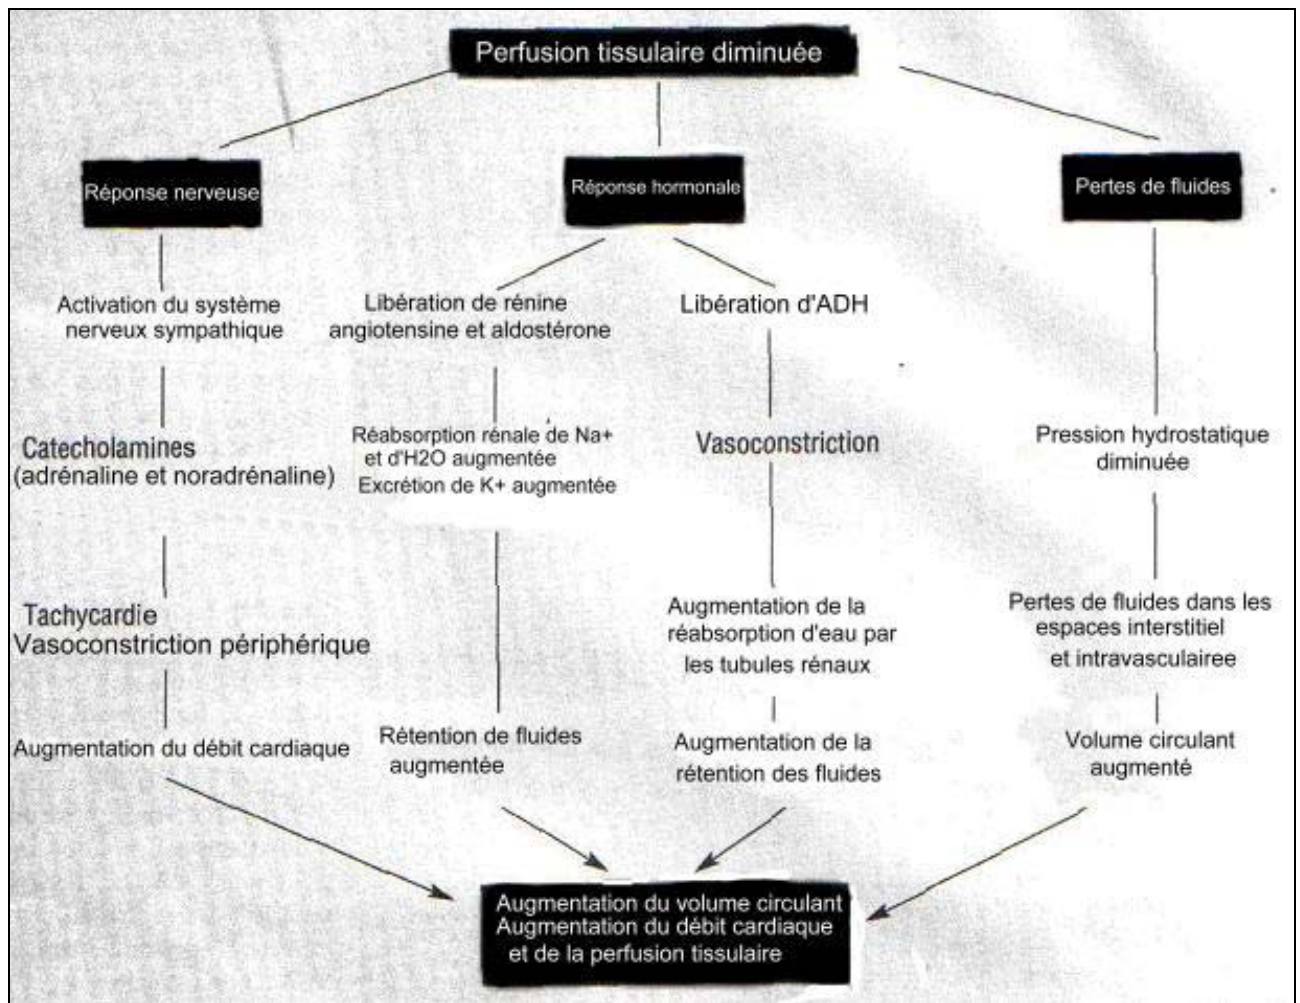 Perfusion tissulaire diminuée
Réponse nerveuse
Réponse hormonale
Pertes de fluides
Activation du système
nerveux sympathique
Libération de rénine
angiotensine et aldostérone
Libération d'ADH
Catecholamines
(adrénaline et noradrénaline)
Réabsorption rénale de Na+
et d'H2O augmentée
Excrétion de K+ augmentée
Vasoconstriction
Pression hydrostatique
diminuée
Tachycardie
Vasoconstriction périphérique
Augmentation de la
réabsorption d'eau par
les tubules rénaux
Pertes de fluides dans les
espaces interstitiel
et intravasculairee
Augmentation du débit cardiaque
Rétention de fluides
augmentée
Augmentation de la
rétention des fluides
Volume circulant
augmenté
Augmentation du volume circulant
Augmentation du débit cardiaque
et de la perfusion tissulaire